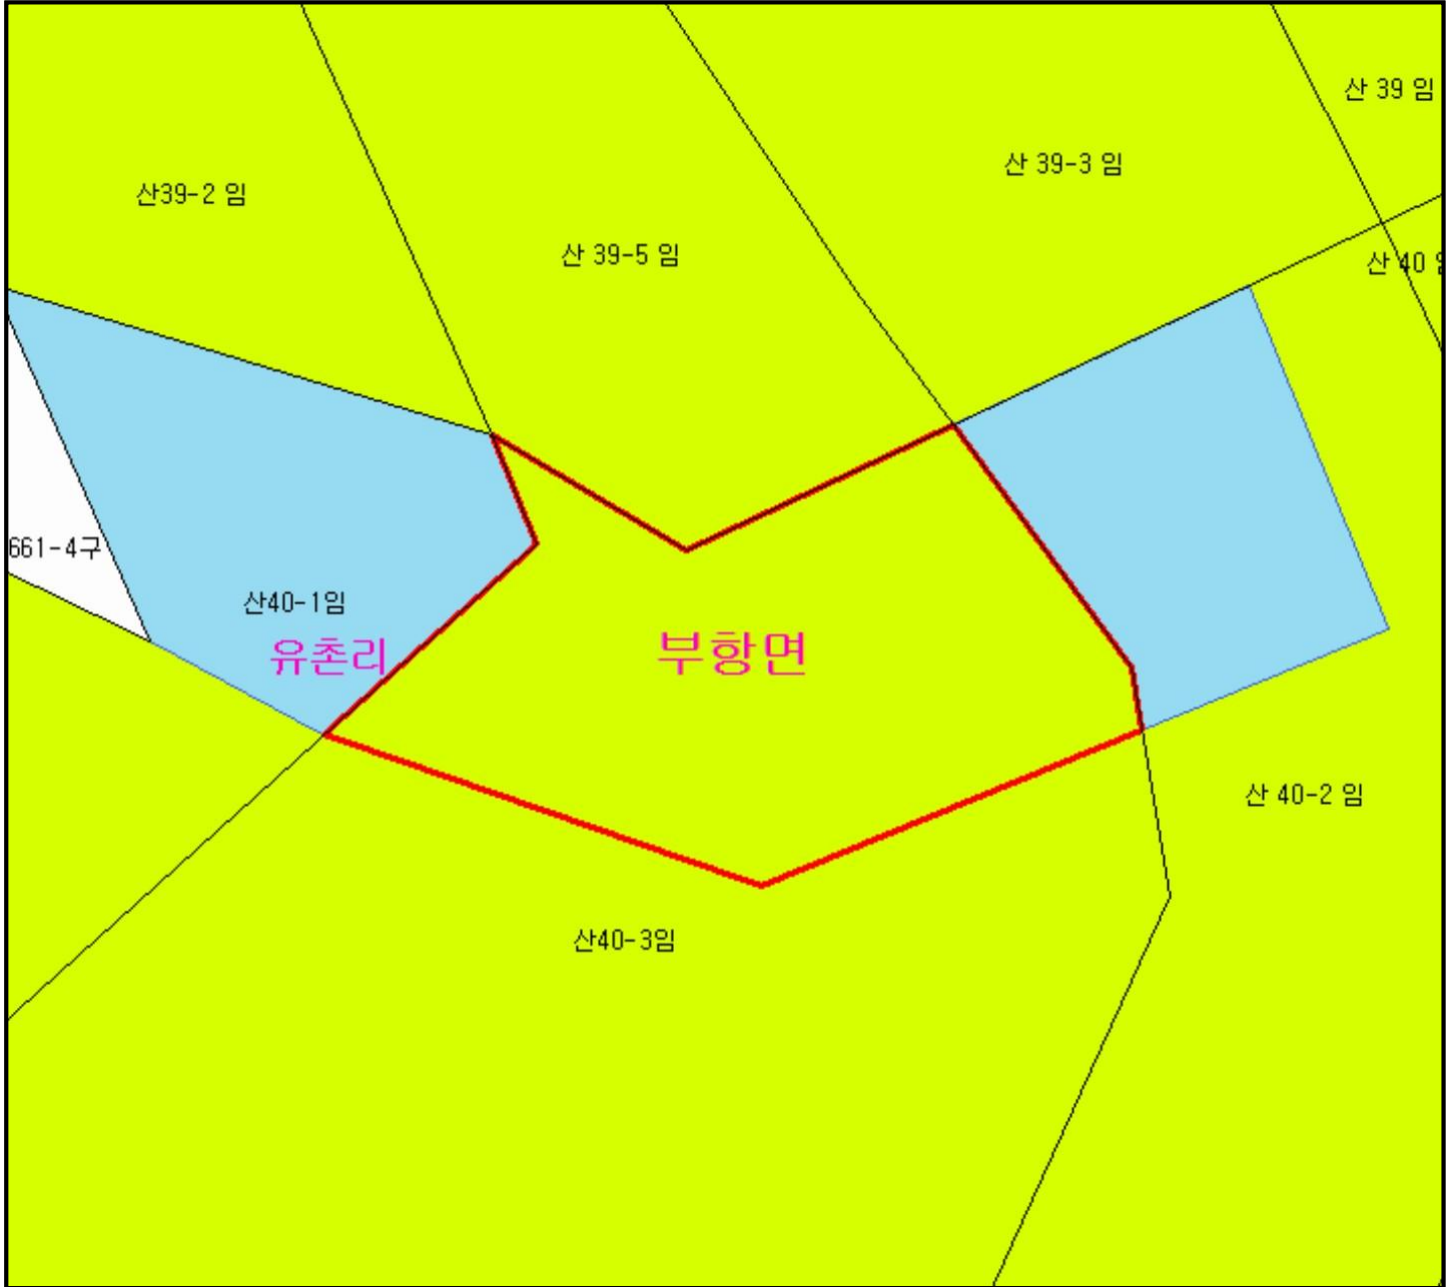 산 39 임
산 39-3 임
산39-2 임
산 39-5 임
산 40
661-4구
산40-1임
유촌리
부항면
산 40-2 임
산40-3임